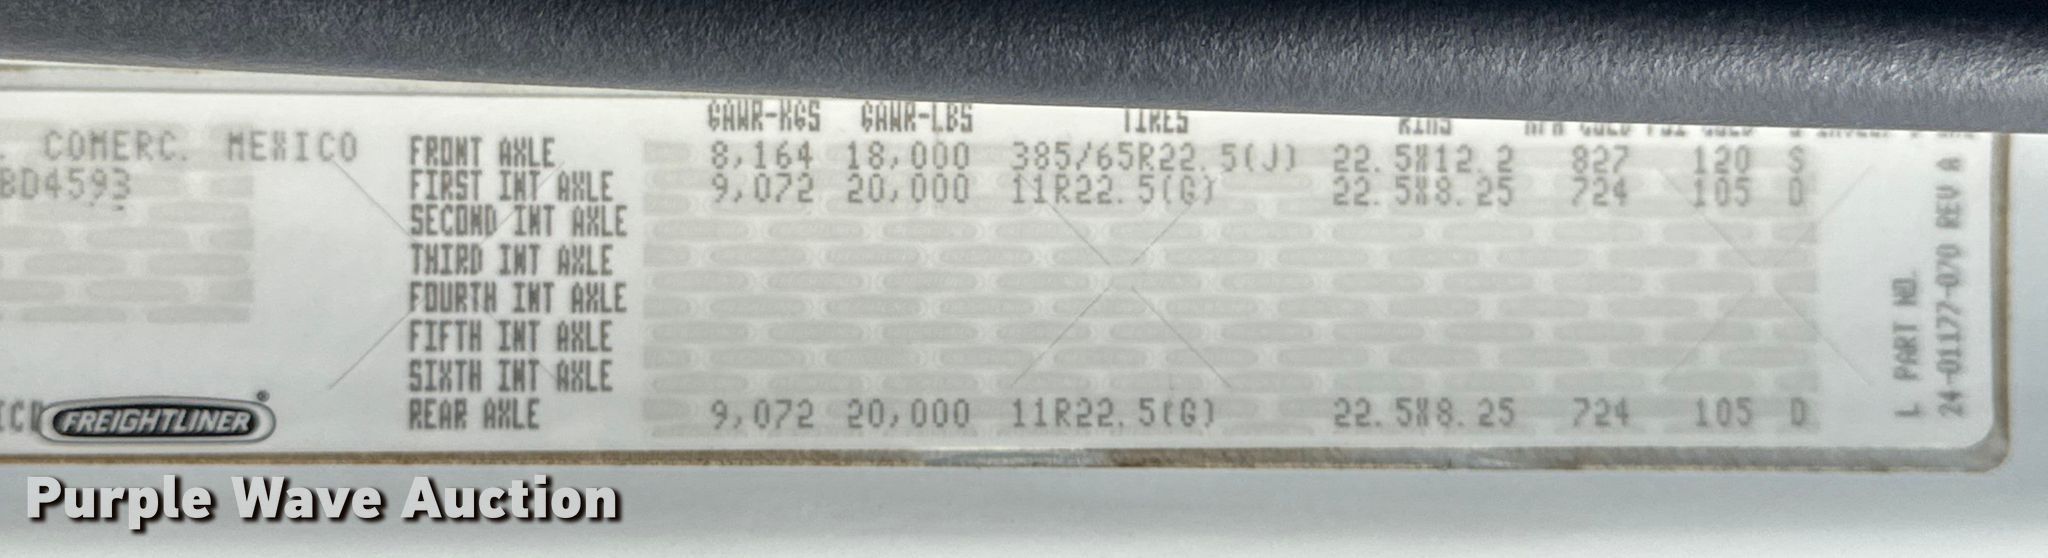 GAWR-KGS GAWR-LBS TIRES RIMS
COMERC. MEXICO FRONT AXLE 8,164 18,000 385/65R22.5(J) 22.5X12.2 827 120 S
BD4593 FIRST INT AXLE 9,072 20,000 11R22.5(G) 22.5X8.25 724 105 D
SECOND INT AXLE
THIRD INT AXLE
FOURTH INT AXLE
FIFTH INT AXLE
SIXTH INT AXLE
FREIGHTLINER® REAR AXLE 9,072 20,000 11R22.5(G) 22.5X8.25 724 105 D
L PART NO.
24-01177-070 REV A
Purple Wave Auction